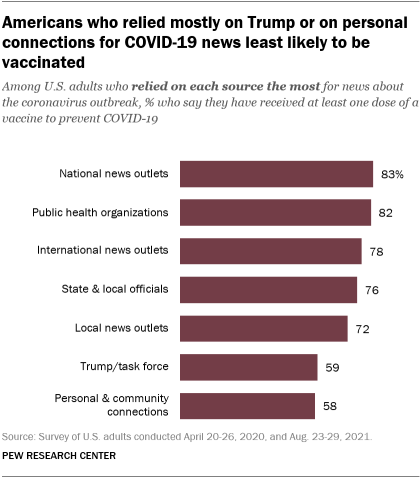 Americans who relied mostly on Trump or on personal
connections for COVID-19 news least likely to be
vaccinated
Among U.S. adults who relied on each source the most for news about
the coronavirus outbreak, % who say they have received at least one dose of a
vaccine to prevent COVID-19
National news outlets 83%
Public health organizations 82
International news outlets 78
State & local officials 76
Local news outlets 72
Trump/task force 59
Personal & community
connections 58
Source: Survey of U.S. adults conducted April 20-26, 2020, and Aug. 23-29, 2021.
PEW RESEARCH CENTER